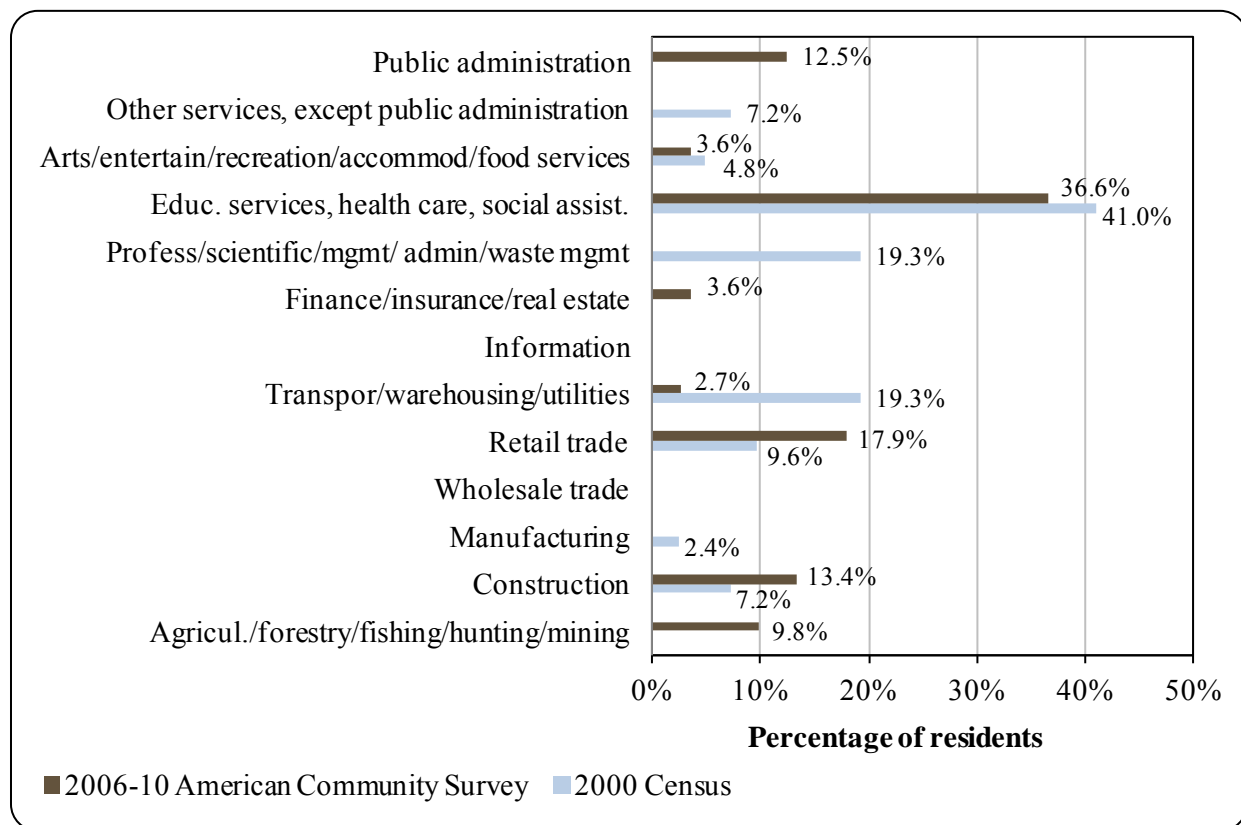 Public administration
12.5%
Other services, except public administration
7.2%
Arts/entertain/recreation/accommod/food services
3.6%
4.8%
Educ. services, health care, social assist.
36.6%
41.0%
Profess/scientific/mgmt/ admin/waste mgmt
19.3%
Finance/insurance/real estate
3.6%
Information
Transpor/warehousing/utilities
2.7%
19.3%
Retail trade
17.9%
9.6%
Wholesale trade
Manufacturing
2.4%
Construction
13.4%
7.2%
Agricul./forestry/fishing/hunting/mining
9.8%
0% 10% 20% 30% 40% 50%
Percentage of residents
2006-10 American Community Survey 2000 Census